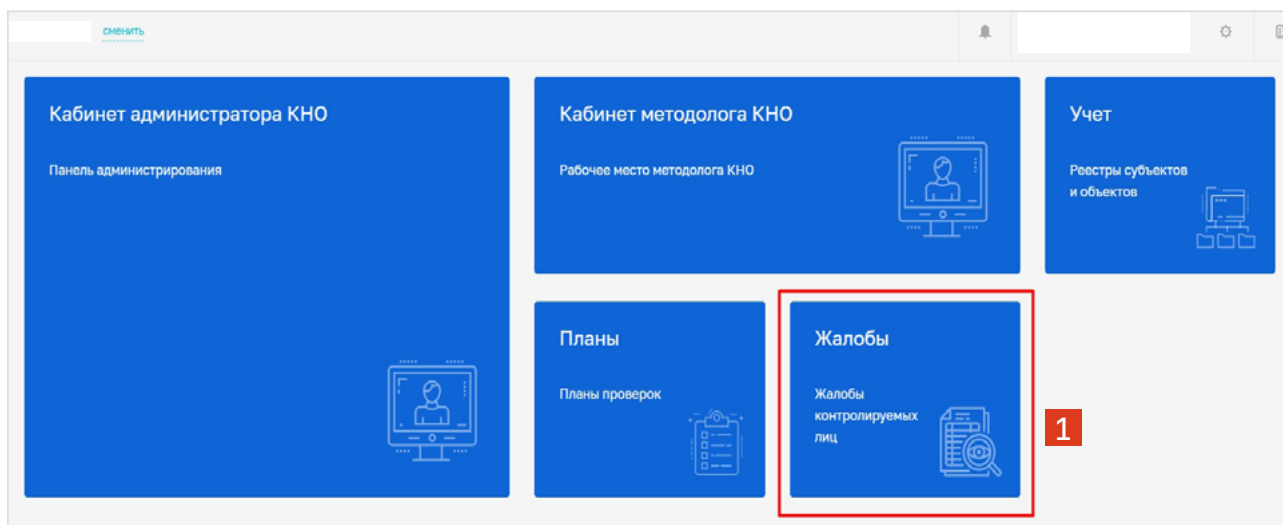 сменить
Кабинет администратора КНО
Панель администрирования
Кабинет методолога КНО
Рабочее место методолога КНО
Учет
Реестры субъектов
и объектов
Планы
Планы проверок
Жалобы
Жалобы
контролируемых
лиц
1